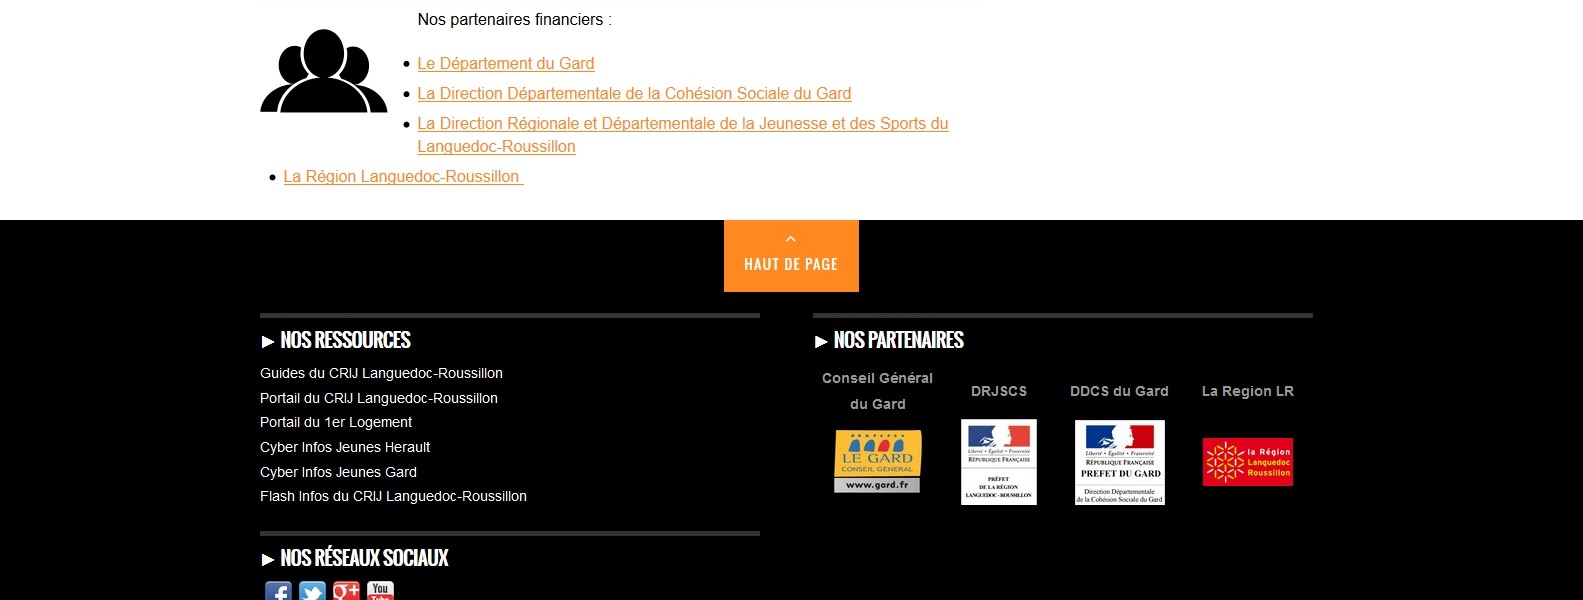 Nos partenaires financiers :
Le Département du Gard
La Direction Départementale de la Cohésion Sociale du Gard
La Direction Régionale et Départementale de la Jeunesse et des Sports du
Languedoc-Roussillon
La Région Languedoc-Roussillon
HAUT DE PAGE
► NOS RESSOURCES
Guides du CRIJ Languedoc-Roussillon
Portail du CRIJ Languedoc-Roussillon
Portail du 1er Logement
Cyber Infos Jeunes Herault
Cyber Infos Jeunes Gard
Flash Infos du CRIJ Languedoc-Roussillon
► NOS PARTENAIRES
Conseil Général
du Gard
LE GARD
CONSEIL GENERAL
www.gard.fr
DRJSCS
Liberté • Égalité • Fraternité
RÉPUBLIQUE FRANÇAISE
PRÉFET
DE LA RÉGION
LANGUEDOC - ROUSSILLON
DDCS du Gard
Liberté • Égalité • Fraternité
RÉPUBLIQUE FRANÇAISE
PREFET DU GARD
Direction Départementale
de la Cohésion Sociale du Gard
La Region LR
la Région
Languedoc
Roussillon
► NOS RÉSEAUX SOCIAUX
f
g+
You
Tube